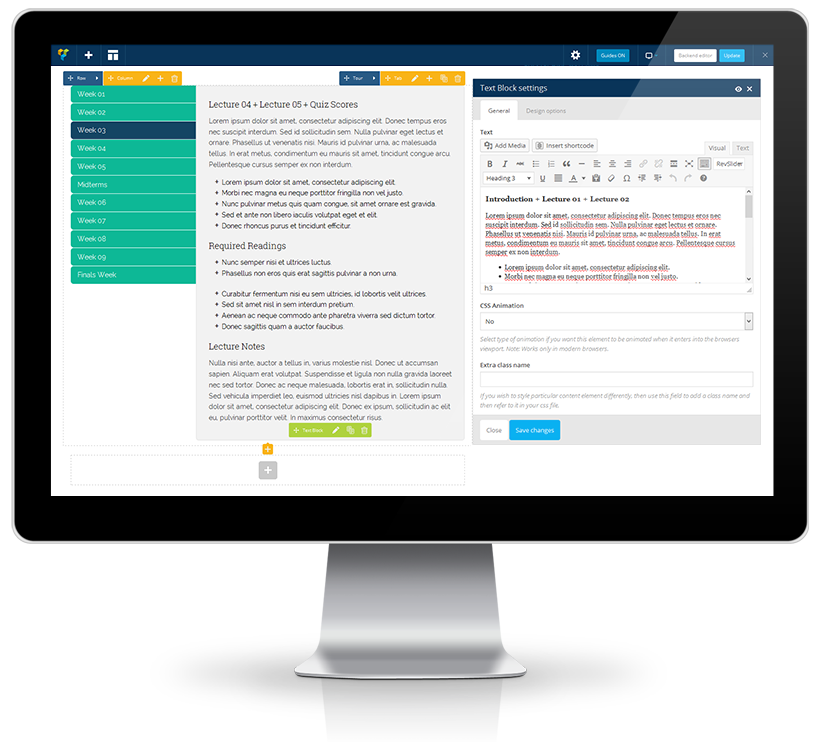 Guides ON
Backend editor
Update
Row
Column
Tour
Tab
Week 01
Week 02
Week 03
Week 04
Week 05
Midterms
Week 06
Week 07
Week 08
Week 09
Finals Week
Lecture 04 + Lecture 05 + Quiz Scores
Lorem ipsum dolor sit amet, consectetur adipiscing elit. Donec tempus eros
nec suscipit interdum. Sed id sollicitudin sem. Nulla pulvinar eget lectus et
ornare. Phasellus ut venenatis nisi. Mauris id pulvinar urna, ac malesuada
tellus. In erat metus, condimentum eu mauris sit amet, tincidunt congue arcu.
Pellentesque cursus semper ex non interdum.
Lorem ipsum dolor sit amet, consectetur adipiscing elit.
Morbi nec magna eu neque porttitor fringilla non vel justo.
Nunc pulvinar metus quis quam congue, sit amet ornare est gravida.
Sed et ante non libero iaculis volutpat eget et elit.
Donec rhoncus purus et tincidunt efficitur.
Required Readings
Nunc semper nisi et ultrices luctus.
Phasellus non eros quis erat sagittis pulvinar a non urna.
Curabitur fermentum nisi eu sem ultricies, id lobortis velit ultrices.
Sed sit amet nisl in sem interdum pretium.
Aenean ac neque commodo ante pharetra viverra sed dictum tortor.
Donec sagittis quam a auctor faucibus.
Lecture Notes
Nulla nisi ante, auctor a tellus in, varius molestie nisl. Donec ut accumsan
sapien. Aliquam erat volutpat. Suspendisse et ligula non nulla gravida laoreet
nec sed tortor. Donec ac neque malesuada, lobortis erat in, sollicitudin nulla.
Sed vehicula imperdiet leo, euismod ultricies nisl dapibus in. Lorem ipsum
dolor sit amet, consectetur adipiscing elit. Donec ex ipsum, sollicitudin ac elit
eu, pulvinar porttitor velit. In maximus consectetur risus.
Text Block
Text Block settings
General
Design options
Text
Add Media
Insert shortcode
Visual
Text
RevSlider
Heading 3
Introduction + Lecture 01 + Lecture 02
Lorem ipsum dolor sit amet, consectetur adipiscing elit. Donec tempus eros nec
suscipit interdum. Sed id sollicitudin sem. Nulla pulvinar eget lectus et ornare.
Phasellus ut venenatis nisi. Mauris id pulvinar urna, ac malesuada tellus. In erat
metus, condimentum eu mauris sit amet, tincidunt congue arcu. Pellentesque cursus
semper ex non interdum.
Lorem ipsum dolor sit amet, consectetur adipiscing elit.
Morbi nec magna eu neque porttitor fringilla non vel justo.
h3
CSS Animation
No
Select type of animation if you want this element to be animated when it enters into the browsers
viewport. Note: Works only in modern browsers.
Extra class name
If you wish to style particular content element differently, then use this field to add a class name and
then refer to it your css file.
Close
Save changes